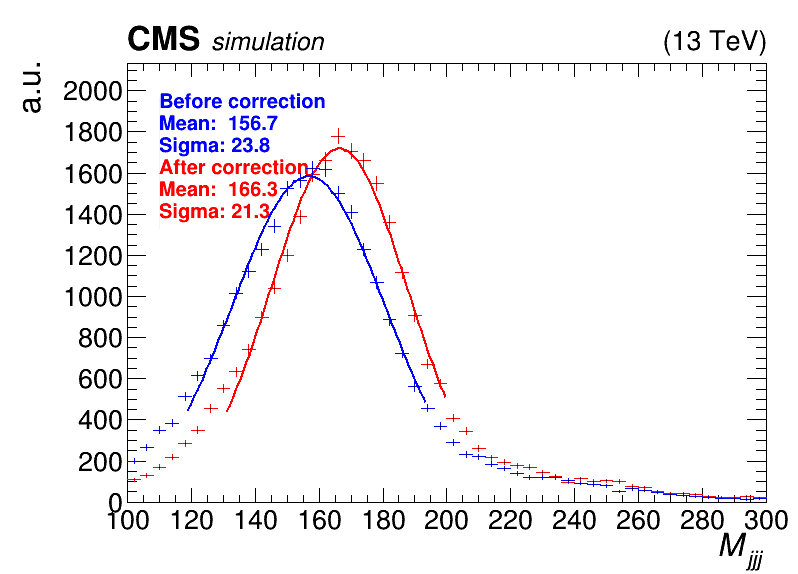 CMS simulation (13 TeV)
a.u.
2000
1800
1600
1400
1200
1000
800
600
400
200
0
Before correction
Mean: 156.7
Sigma: 23.8
After correction
Mean: 166.3
Sigma: 21.3
100 120 140 160 180 200 220 240 260 280 300
M jjj